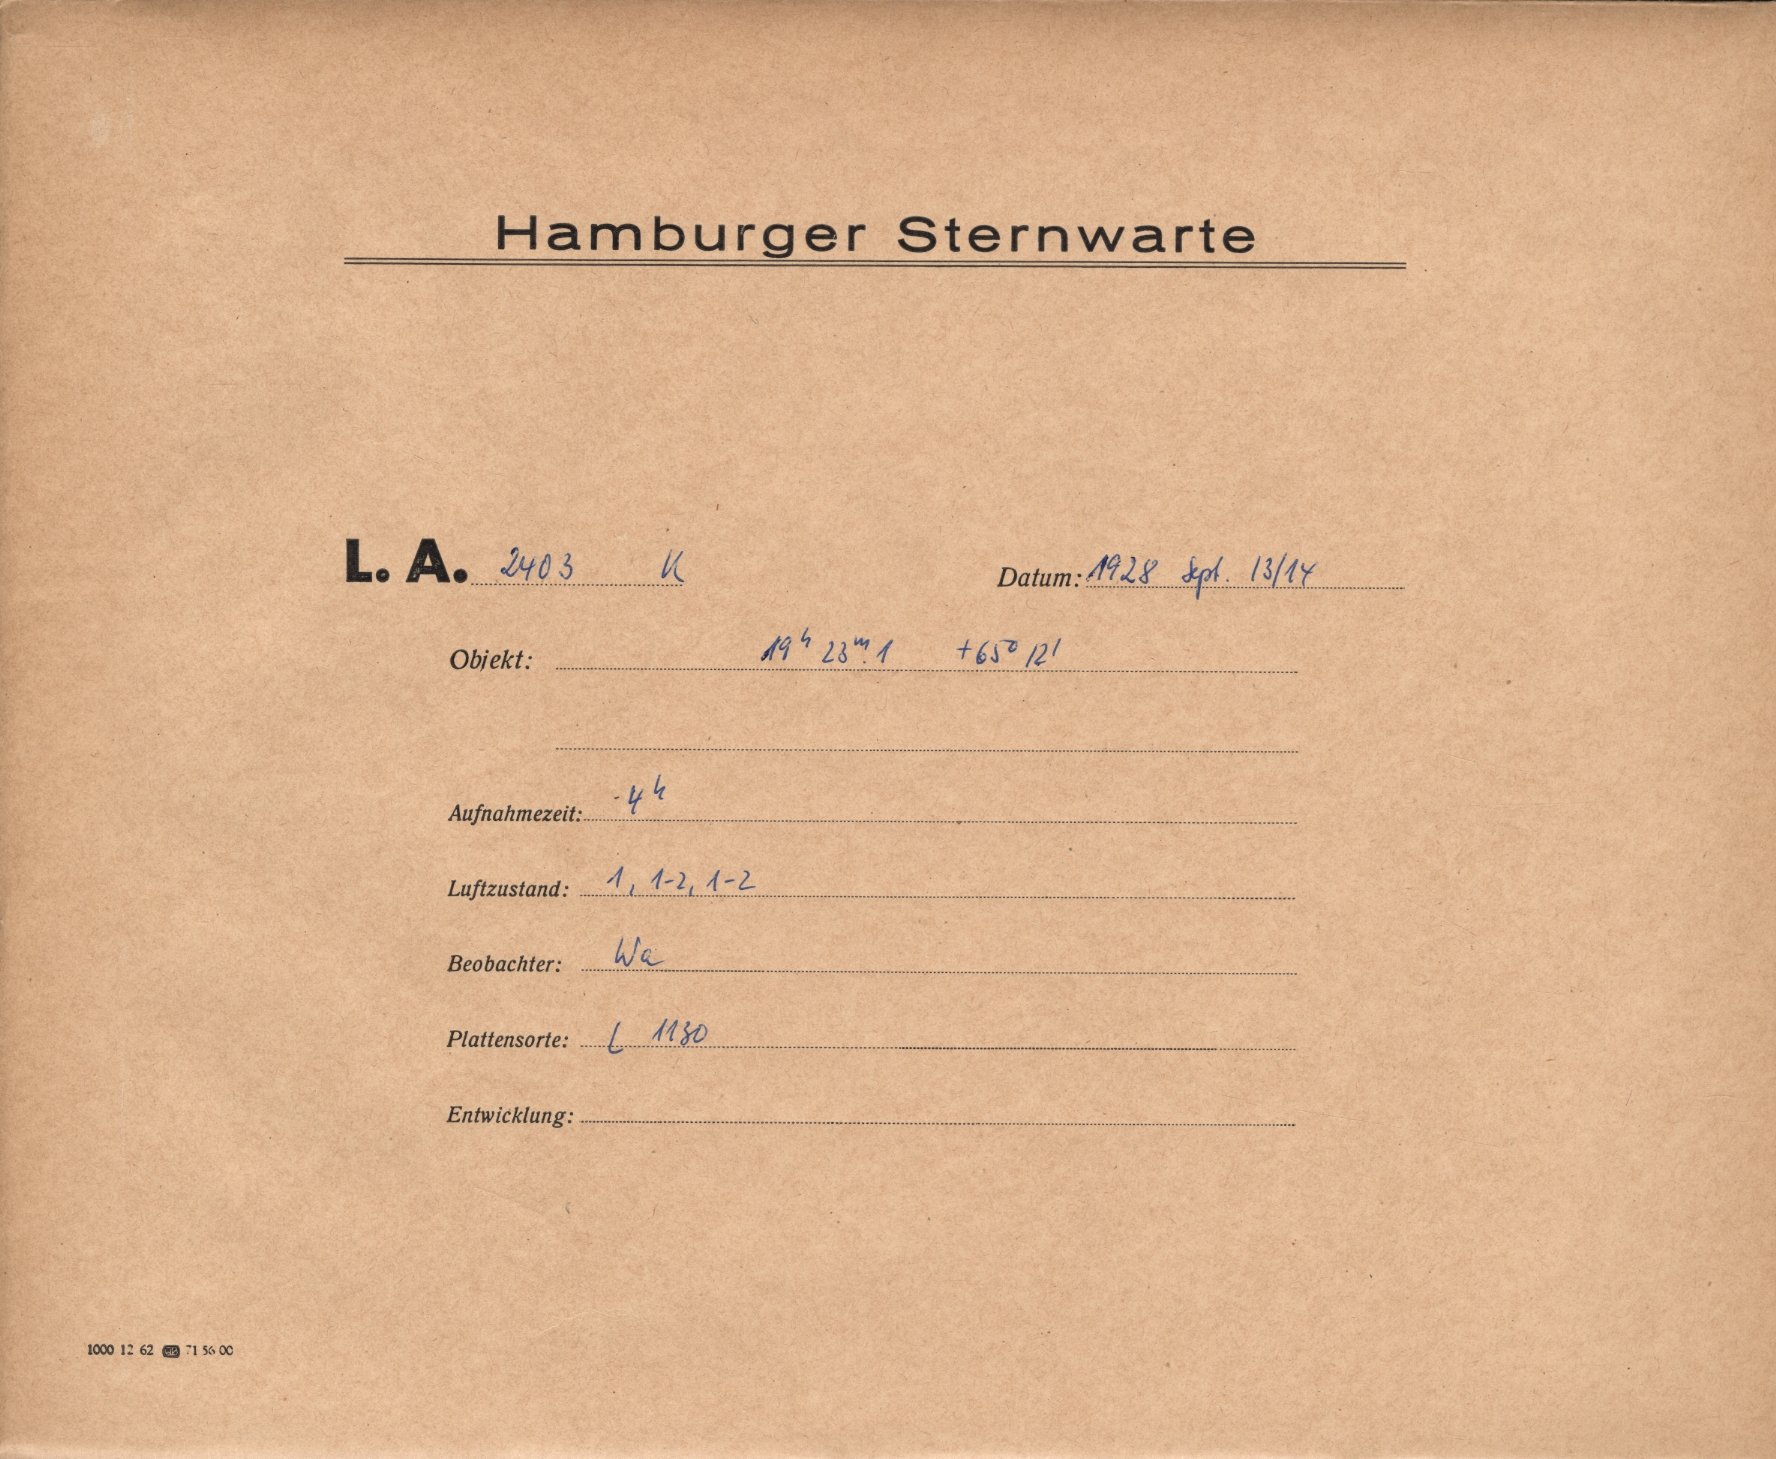 Hamburger Sternwarte
L. A. 2403 K Datum: 1928 Sept. 13/14
Objekt: 19ʰ 23ᵐ.1 +65° 12'
Aufnahmezeit: 4ʰ
Luftzustand: 1, 1-2, 1-2
Beobachter: Wa
Plattensorte: L 1130
Entwicklung:
1000 12 62 71 56 00